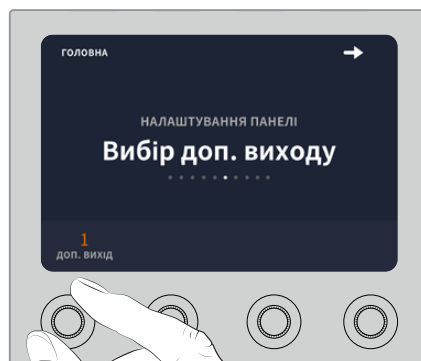 ГОЛОВНА
НАЛАШТУВАННЯ ПАНЕЛІ
Вибір доп. виходу
1
ДОП. ВИХІД